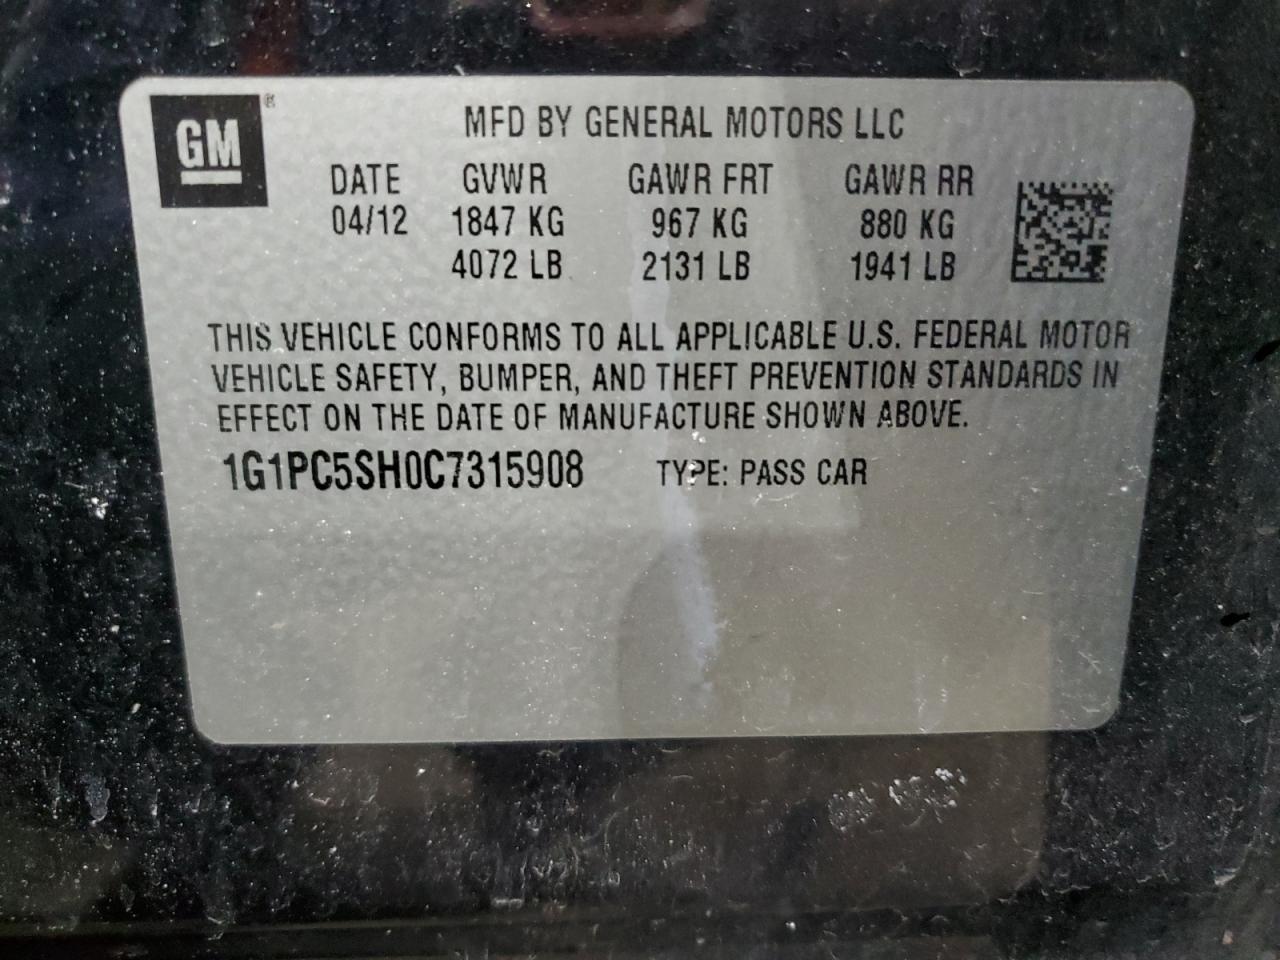 GM®
MFD BY GENERAL MOTORS LLC
DATE GVWR GAWR FRT GAWR RR
04/12 1847 KG 967 KG 880 KG
4072 LB 2131 LB 1941 LB
THIS VEHICLE CONFORMS TO ALL APPLICABLE U.S. FEDERAL MOTOR
VEHICLE SAFETY, BUMPER, AND THEFT PREVENTION STANDARDS IN
EFFECT ON THE DATE OF MANUFACTURE SHOWN ABOVE.
1G1PC5SH0C7315908 TYPE: PASS CAR